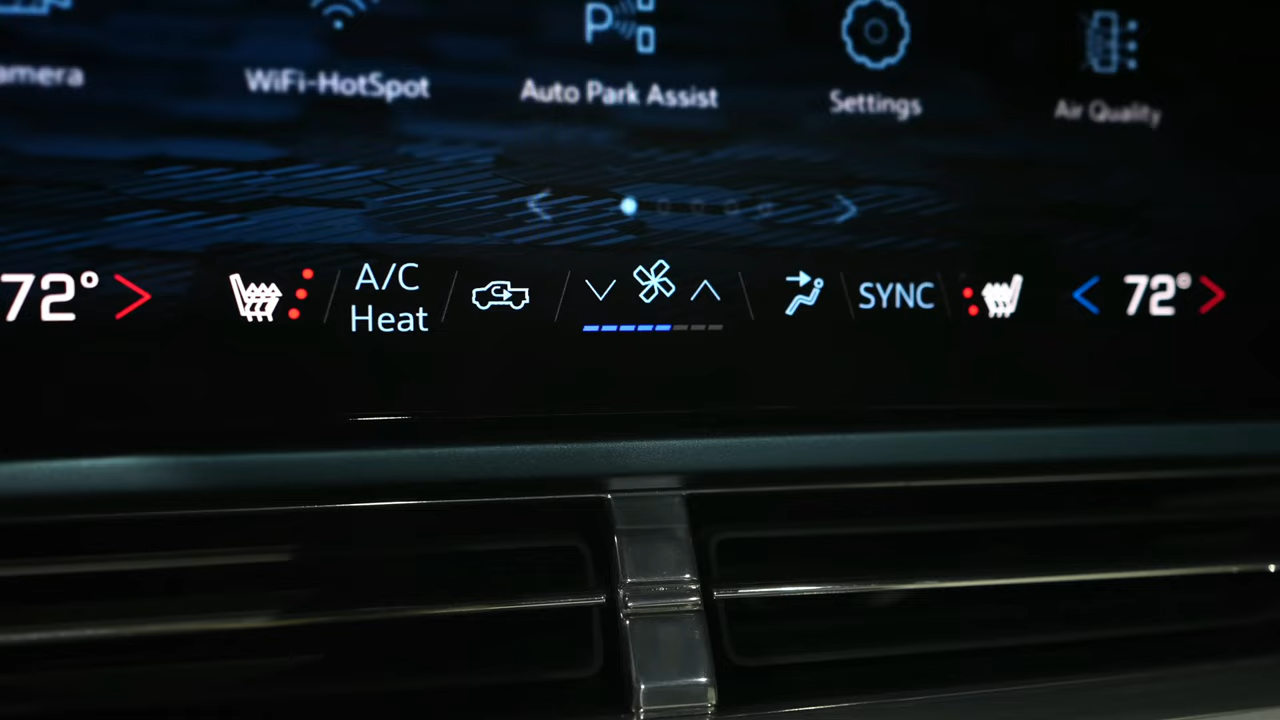 amera
WiFi-HotSpot
Auto Park Assist
Settings
Air Quality
72°
A/C
Heat
SYNC
72°